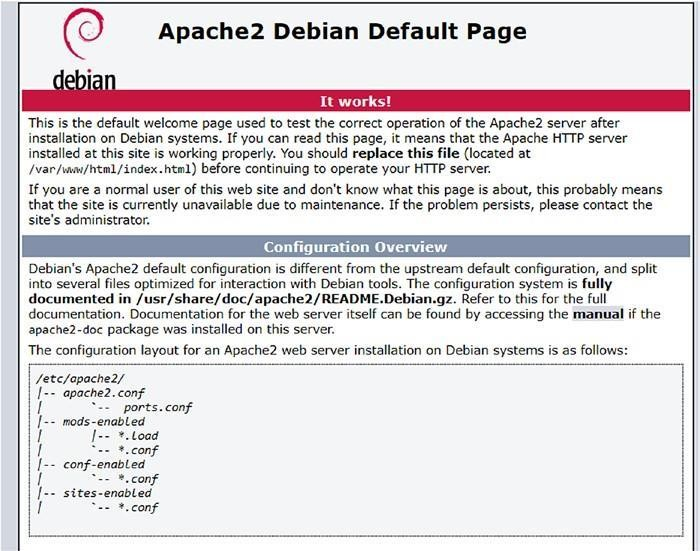 debian
Apache2 Debian Default Page
It works!
This is the default welcome page used to test the correct operation of the Apache2 server after
installation on Debian systems. If you can read this page, it means that the Apache HTTP server
installed at this site is working properly. You should replace this file (located at
/var/www/html/index.html) before continuing to operate your HTTP server.
If you are a normal user of this web site and don't know what this page is about, this probably means
that the site is currently unavailable due to maintenance. If the problem persists, please contact the
site's administrator.
Configuration Overview
Debian's Apache2 default configuration is different from the upstream default configuration, and split
into several files optimized for interaction with Debian tools. The configuration system is fully
documented in /usr/share/doc/apache2/README.Debian.gz. Refer to this for the full
documentation. Documentation for the web server itself can be found by accessing the manual if the
apache2-doc package was installed on this server.
The configuration layout for an Apache2 web server installation on Debian systems is as follows:
/etc/apache2/
|-- apache2.conf
|       `--  ports.conf
|-- mods-enabled
|       |-- *.load
|       `-- *.conf
|-- conf-enabled
|       `-- *.conf
|-- sites-enabled
|       `-- *.conf